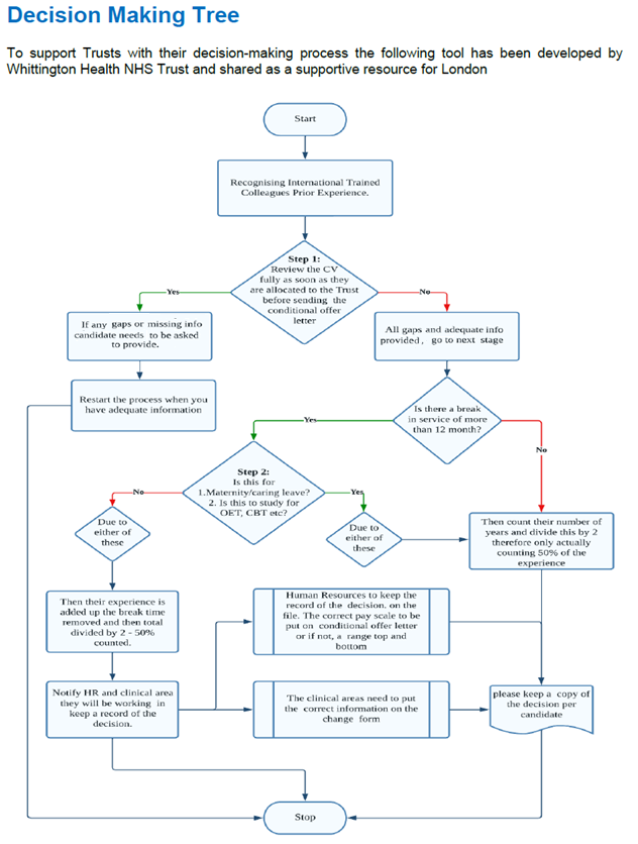 Decision Making Tree
To support Trusts with their decision-making process the following tool has been developed by
Whittington Health NHS Trust and shared as a supportive resource for London
Start
Recognising International Trained
Colleagues Prior Experience.
Step 1:
Review the CV
fully as soon as they
are allocated to the Trust
before sending the
conditional offer
letter
Yes
No
If any gaps or missing info
candidate needs to be asked
to provide.
All gaps and adequate info
provided, go to next stage
Restart the process when you
have adequate information
Is there a break
in service of more
than 12 month?
Yes
No
Step 2:
Is this for
1.Maternity/caring leave?
2. Is this to study for
OET, CBT etc?
No
Yes
Due to
either of
these
Due to
either of
these
Then count their number of
years and divide this by 2
therefore only actually
counting 50% of the
experience
Then their experience is
added up the break time
removed and then total
divided by 2 - 50%
counted.
Human Resources to keep the
record of the decision. on the
file. The correct pay scale to be
put on conditional offer letter
or if not, a range top and
bottom
Notify HR and clinical area
they will be working in
keep a record of the
decision.
The clinical areas need to put
the correct information on the
change form
please keep a copy of
the decision per
candidate
Stop